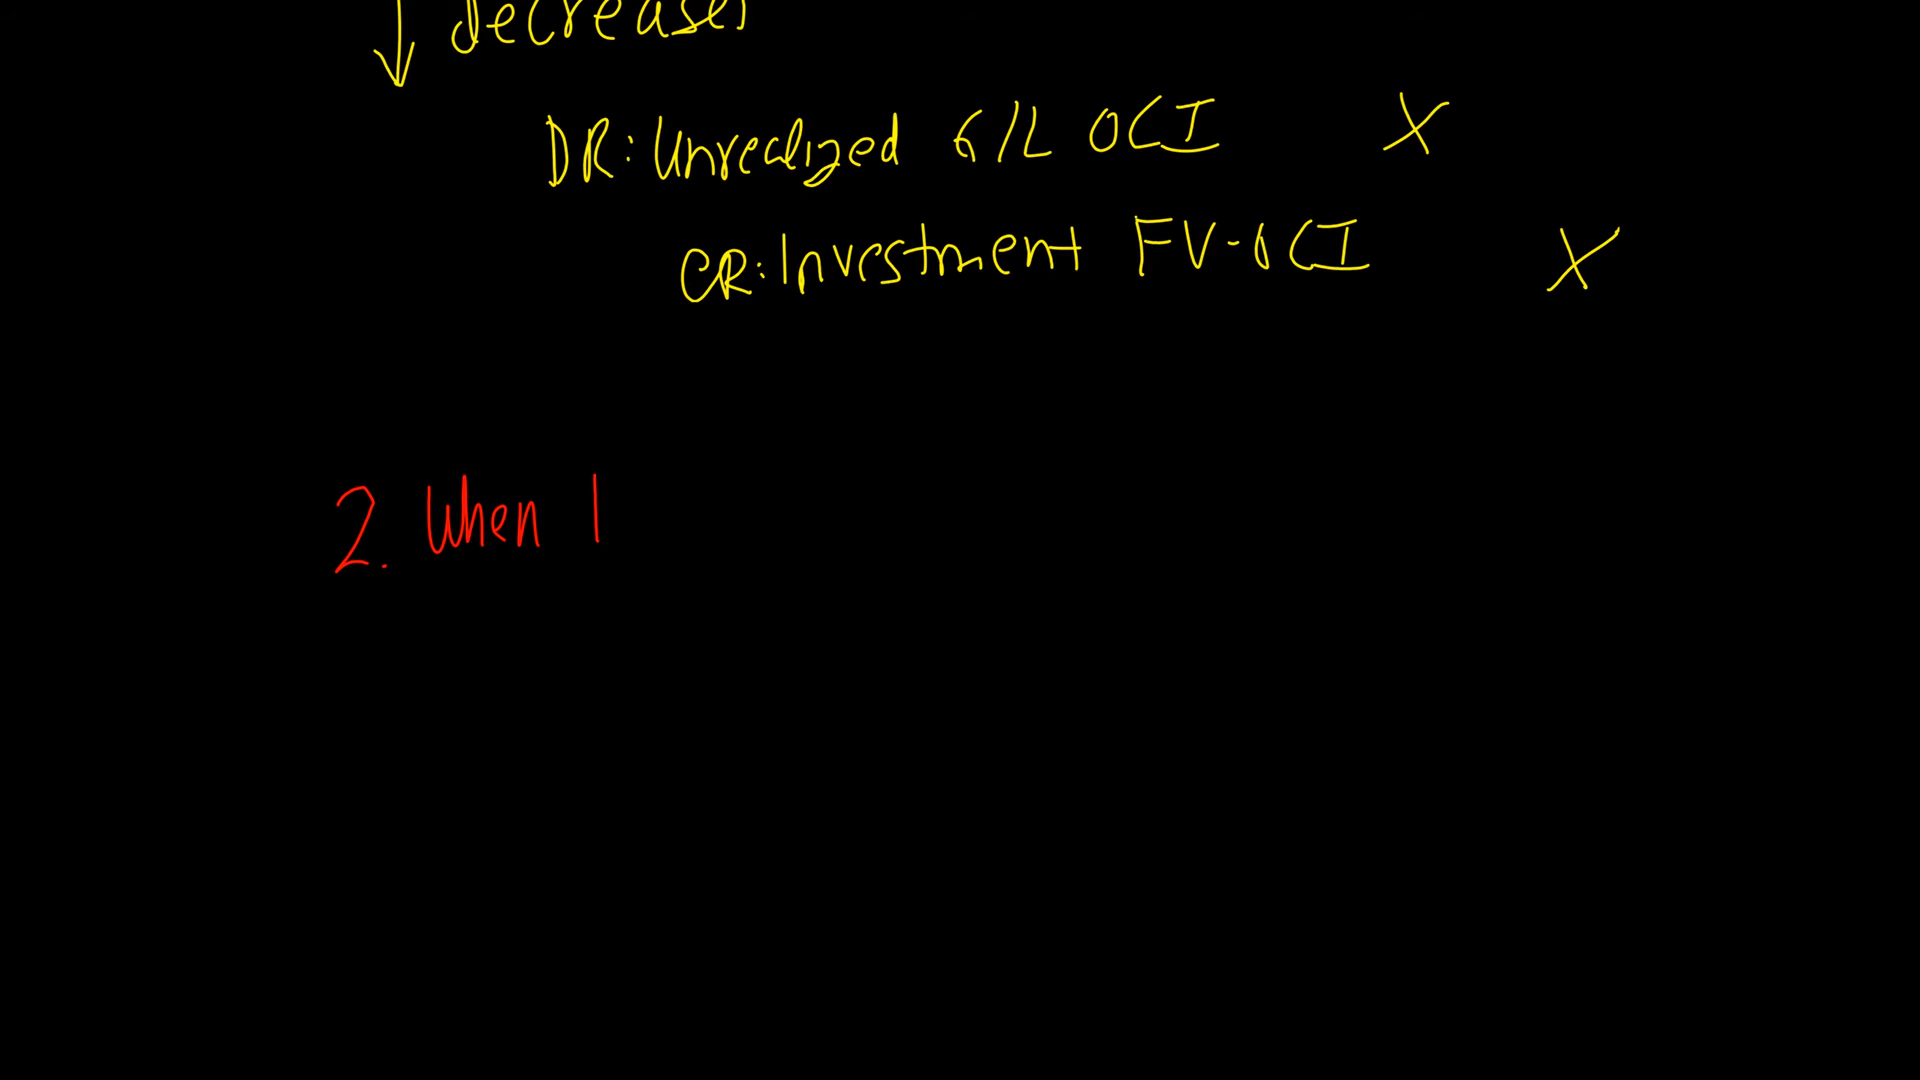 ↓ decreases
DR: Unrealized G/L OCI X
CR: Investment FV-OCI X
2. When I